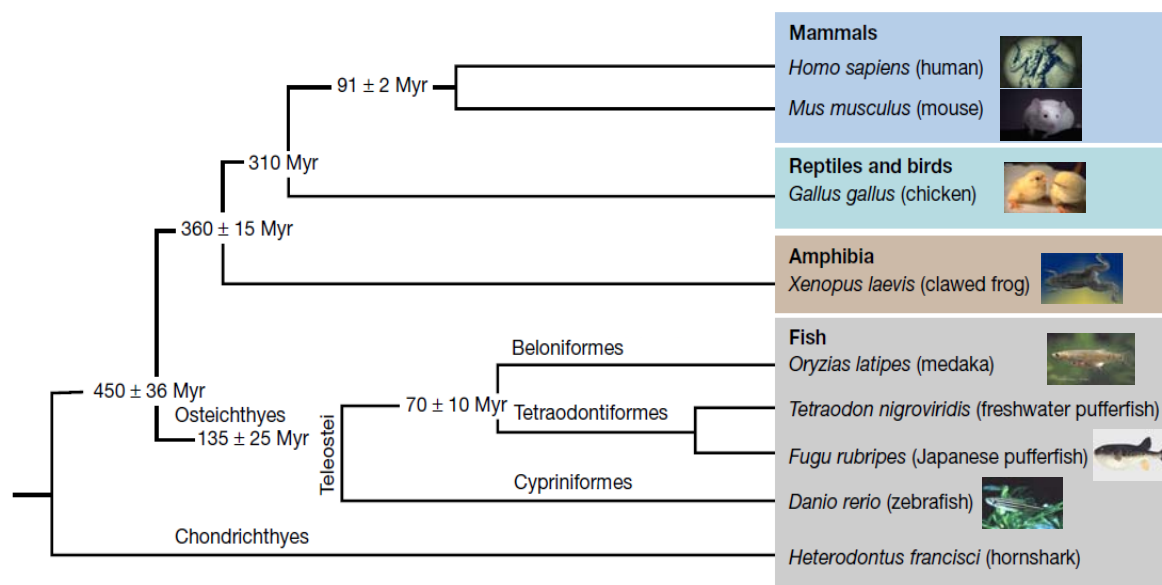 Mammals
Homo sapiens (human)
91 ± 2 Myr
Mus musculus (mouse)
310 Myr
Reptiles and birds
Gallus gallus (chicken)
360 ± 15 Myr
Amphibia
Xenopus laevis (clawed frog)
Fish
Beloniformes
Oryzias latipes (medaka)
450 ± 36 Myr
Osteichthyes
135 ± 25 Myr
Teleostei
70 ± 10 Myr
Tetraodontiformes
Tetraodon nigroviridis (freshwater pufferfish)
Fugu rubripes (Japanese pufferfish)
Cypriniformes
Danio rerio (zebrafish)
Chondrichthyes
Heterodontus francisci (hornshark)